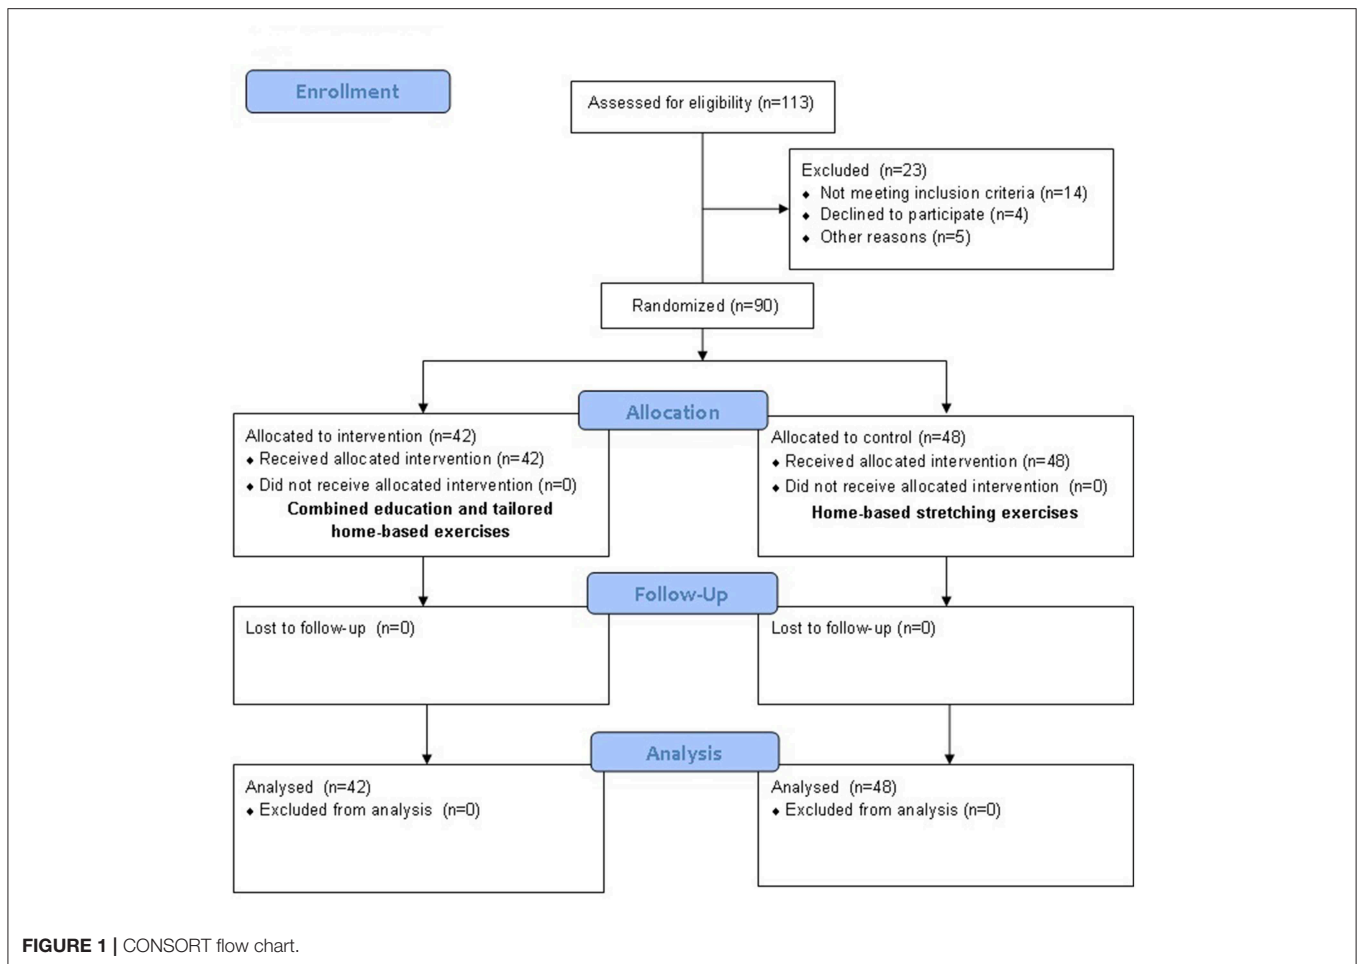 Enrollment
Assessed for eligibility (n=113)
Excluded (n=23)
♦ Not meeting inclusion criteria (n=14)
♦ Declined to participate (n=4)
♦ Other reasons (n=5)
Randomized (n=90)
Allocation
Allocated to intervention (n=42)
♦ Received allocated intervention (n=42)
♦ Did not receive allocated intervention (n=0)
Combined education and tailored
home-based exercises
Allocated to control (n=48)
♦ Received allocated intervention (n=48)
♦ Did not receive allocated intervention (n=0)
Home-based stretching exercises
Follow-Up
Lost to follow-up (n=0)
Lost to follow-up (n=0)
Analysis
Analysed (n=42)
♦ Excluded from analysis (n=0)
Analysed (n=48)
♦ Excluded from analysis (n=0)
FIGURE 1 | CONSORT flow chart.